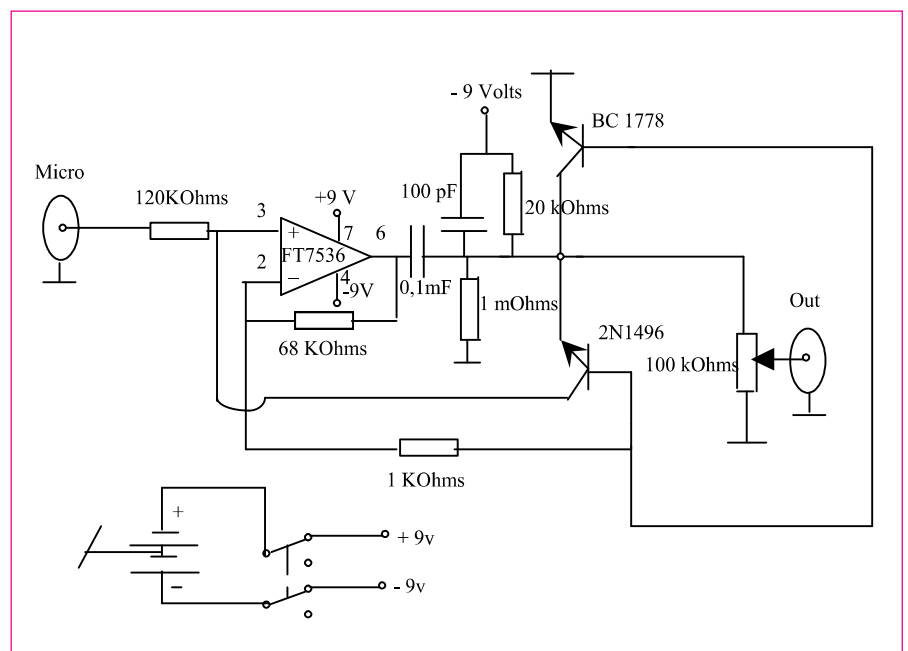 - 9 Volts
BC 1778
Micro
120KOhms
100 pF
+9 V
20 kOhms
3
7
6
+
FT7536
2
–
4
-9V
0,1mF
1 mOhms
Out
68 KOhms
2N1496
100 kOhms
1 KOhms
+
+ 9v
–
- 9v